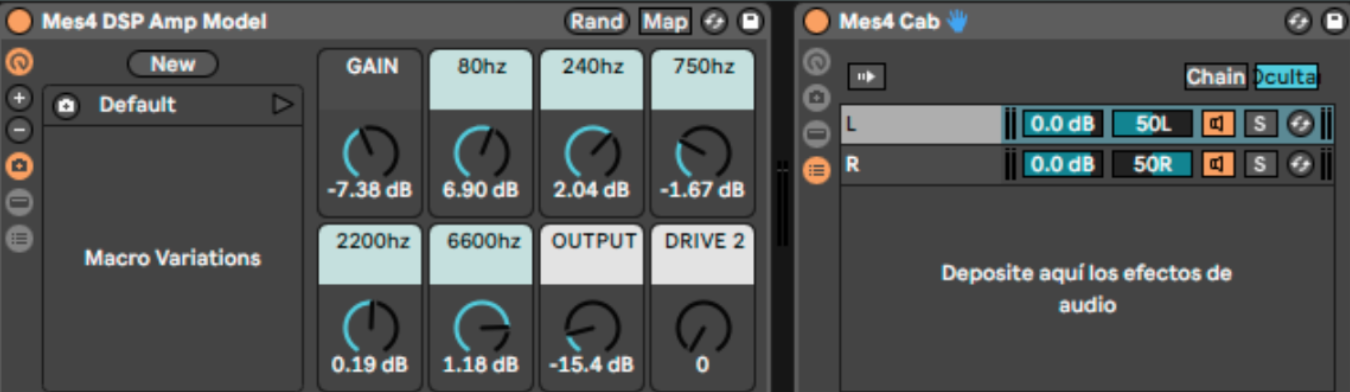 Mes4 DSP Amp Model Rand Map
New
Default
Macro Variations
GAIN 80hz 240hz 750hz
-7.38 dB 6.90 dB 2.04 dB -1.67 dB
2200hz 6600hz OUTPUT DRIVE 2
0.19 dB 1.18 dB -15.4 dB 0
Mes4 Cab
Chain Oculta
L 0.0 dB 50L S
R 0.0 dB 50R S
Deposite aquí los efectos de
audio